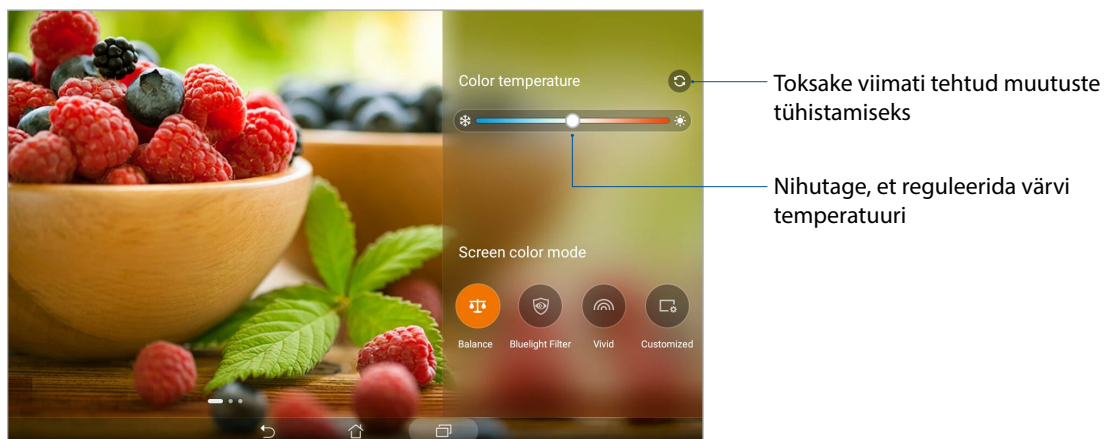 Color temperature
Toksake viimati tehtud muutuste
tühistamiseks
Nihutage, et reguleerida värvi
temperatuuri
Screen color mode
Balance Bluelight Filter Vivid Customized